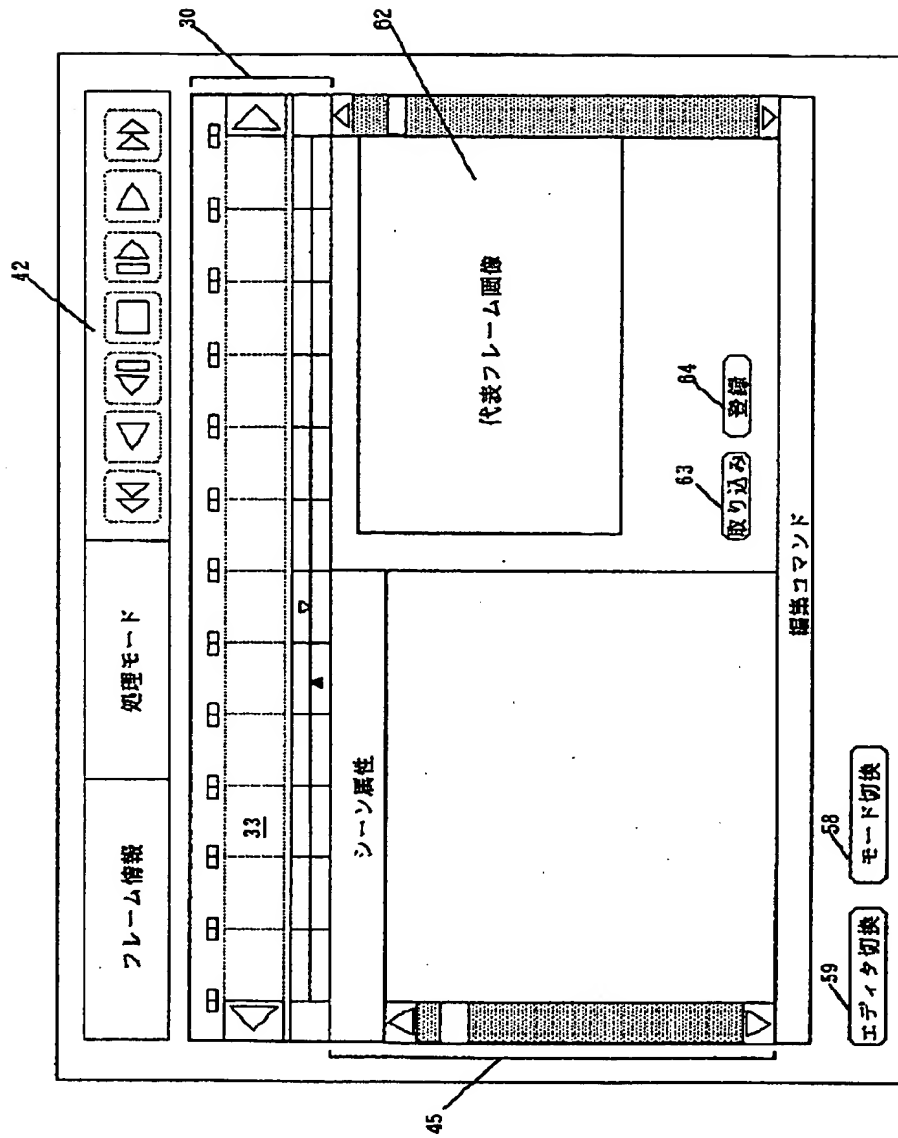 42
フレーム情報
処理モード
30
33
シーン属性
62
代表フレーム画像
63
取り込み
64
登録
45
編集コマンド
59
エディタ切換
58
モード切換